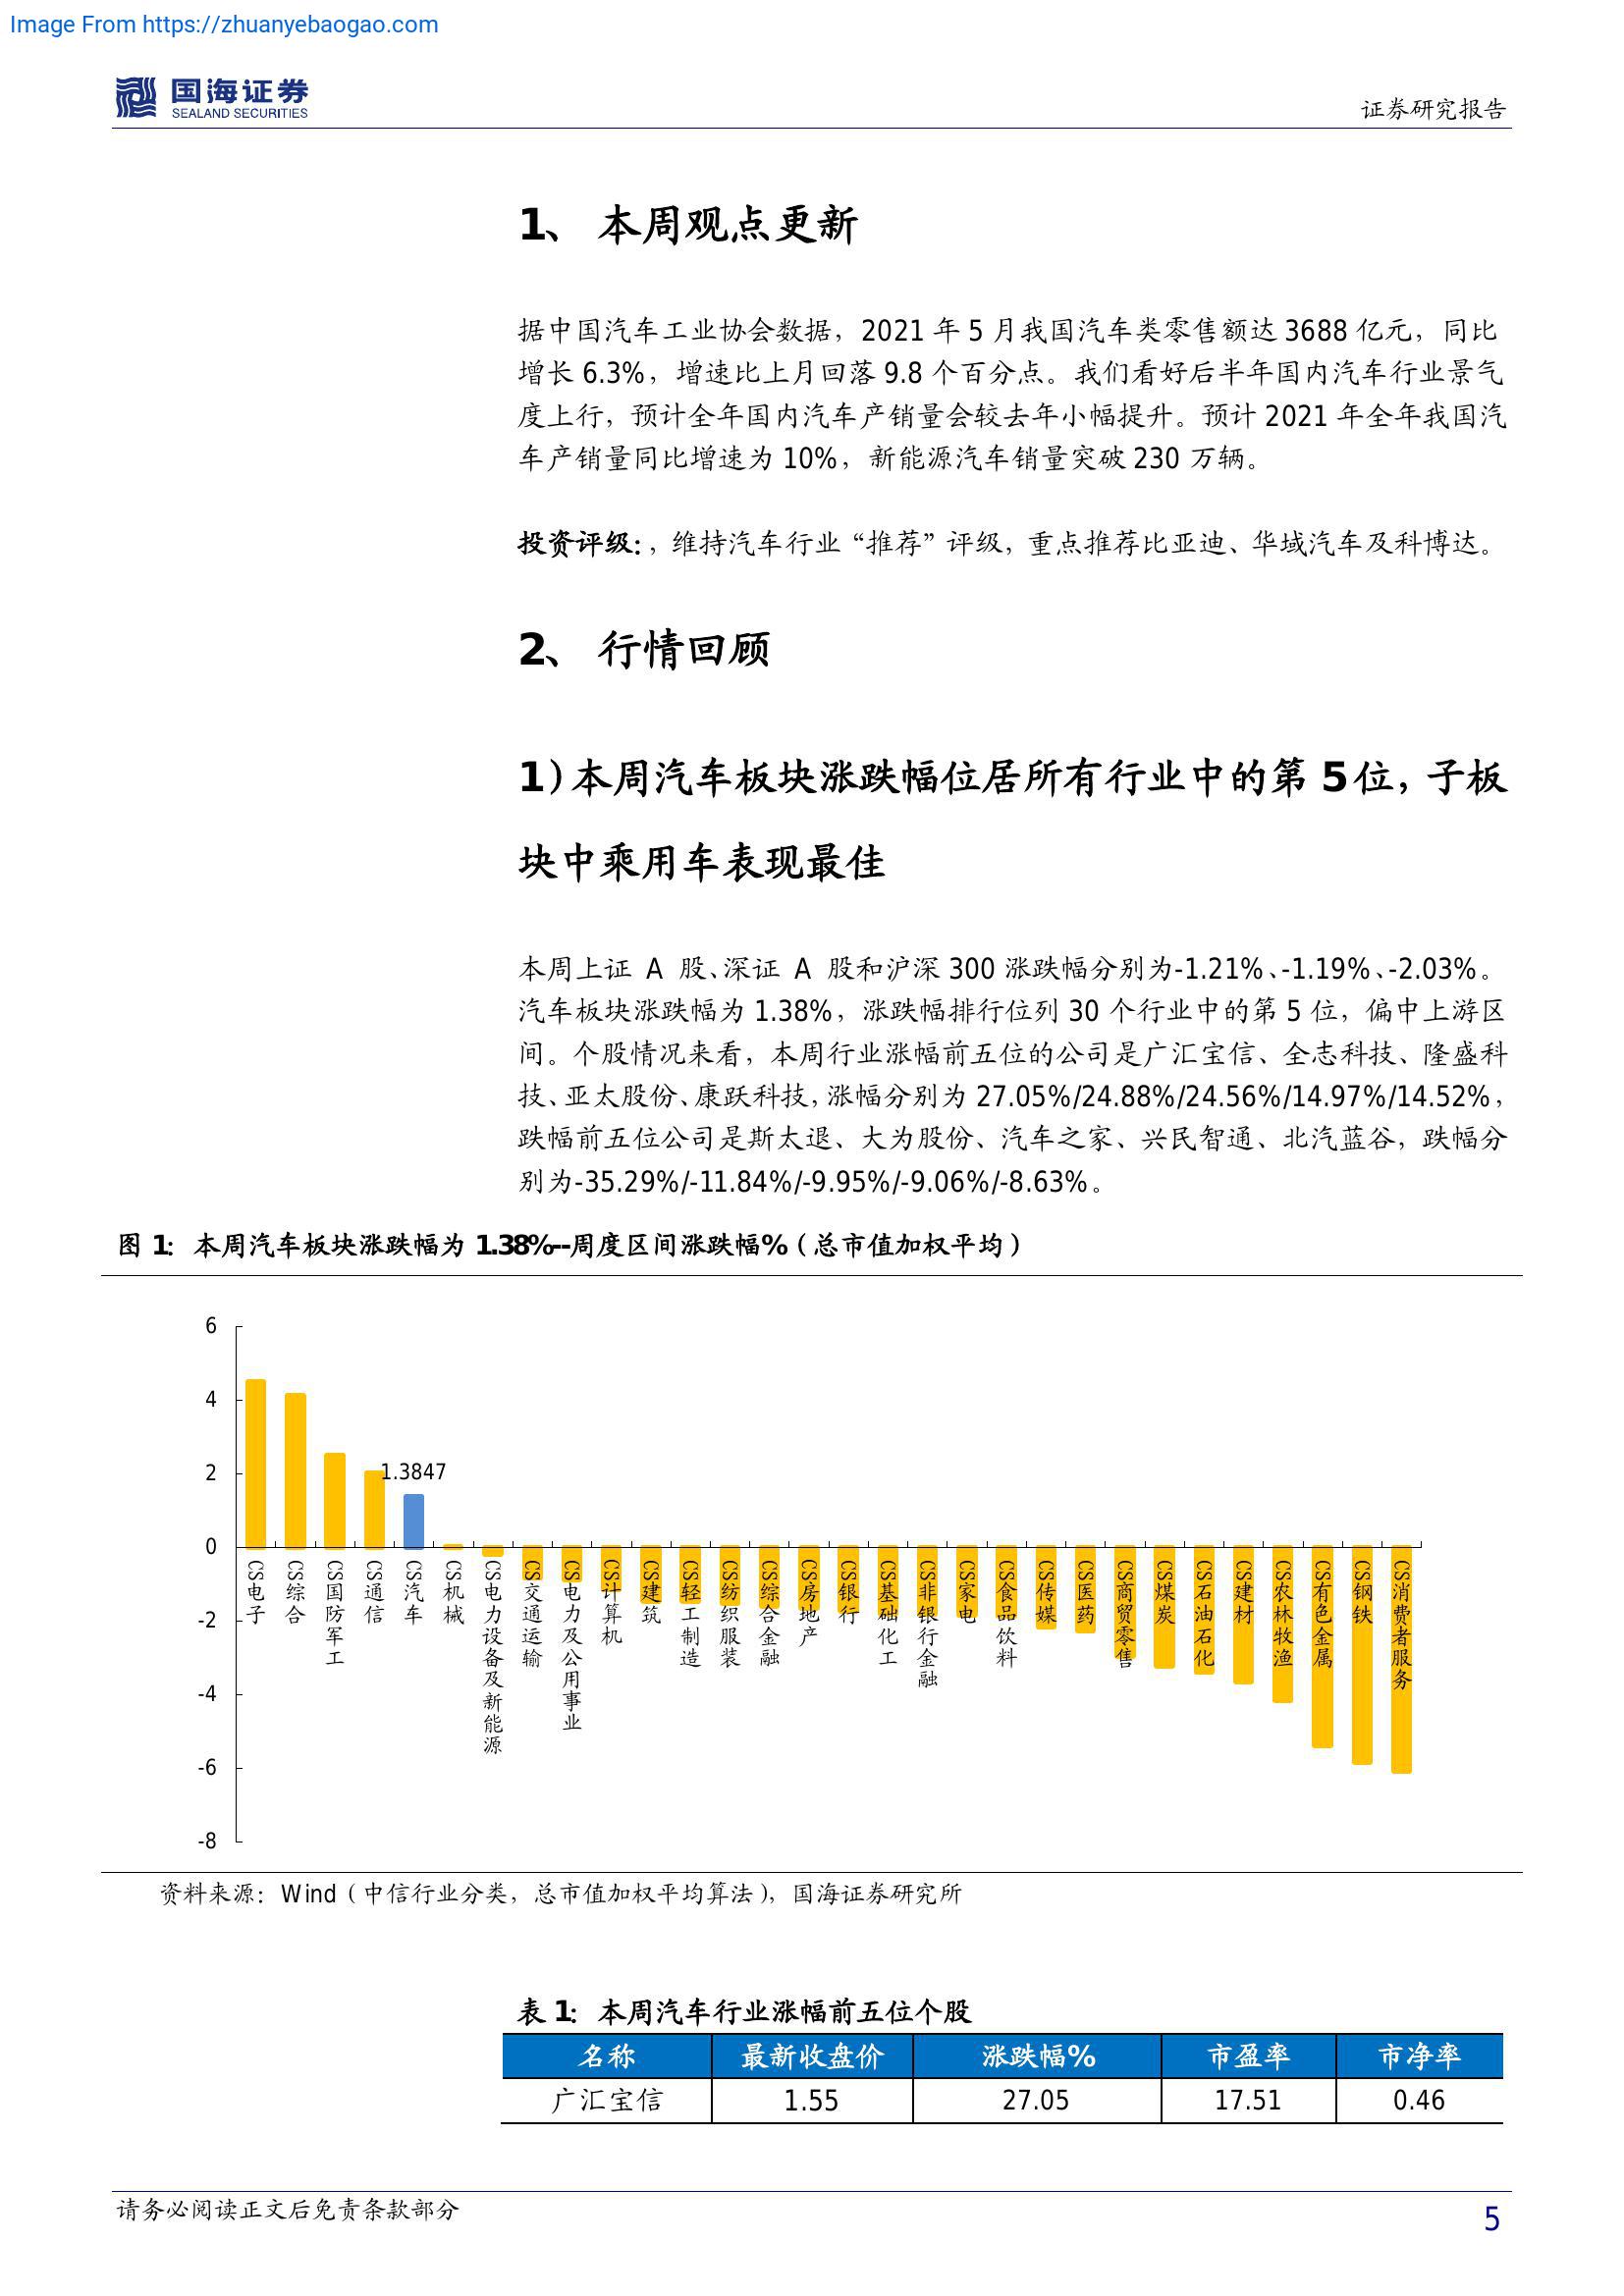 Image From https://zhuanyebaogao.com
国海证券
SEALAND SECURITIES
证券研究报告
1、 本周观点更新
据中国汽车工业协会数据，2021 年 5 月我国汽车类零售额达 3688 亿元，同比
增长 6.3%，增速比上月回落 9.8 个百分点。我们看好后半年国内汽车行业景气
度上行，预计全年国内汽车产销量会较去年小幅提升。预计 2021 年全年我国汽
车产销量同比增速为 10%，新能源汽车销量突破 230 万辆。
投资评级：，维持汽车行业“推荐”评级，重点推荐比亚迪、华域汽车及科博达。
2、 行情回顾
1）本周汽车板块涨跌幅位居所有行业中的第 5 位，子板
块中乘用车表现最佳
本周上证 A 股、深证 A 股和沪深 300 涨跌幅分别为-1.21%、-1.19%、-2.03%。
汽车板块涨跌幅为 1.38%，涨跌幅排行位列 30 个行业中的第 5 位，偏中上游区
间。个股情况来看，本周行业涨幅前五位的公司是广汇宝信、全志科技、隆盛科
技、亚太股份、康跃科技，涨幅分别为 27.05%/24.88%/24.56%/14.97%/14.52%，
跌幅前五位公司是斯太退、大为股份、汽车之家、兴民智通、北汽蓝谷，跌幅分
别为-35.29%/-11.84%/-9.95%/-9.06%/-8.63%。
图 1：本周汽车板块涨跌幅为 1.38%--周度区间涨跌幅%（总市值加权平均）
6
4
2
0
-2
-4
-6
-8
1.3847
CS电子
CS综合
CS国防军工
CS通信
CS汽车
CS机械
CS电力设备及新能源
CS交通运输
CS电力及公用事业
CS计算机
CS建筑
CS轻工制造
CS纺织服装
CS综合金融
CS房地产
CS银行
CS基础化工
CS非银行金融
CS家电
CS食品饮料
CS传媒
CS医药
CS商贸零售
CS煤炭
CS石油石化
CS建材
CS农林牧渔
CS有色金属
CS钢铁
CS消费者服务
资料来源：Wind（中信行业分类，总市值加权平均算法），国海证券研究所
表 1：本周汽车行业涨幅前五位个股
名称 最新收盘价 涨跌幅% 市盈率 市净率
广汇宝信 1.55 27.05 17.51 0.46
请务必阅读正文后免责条款部分
5